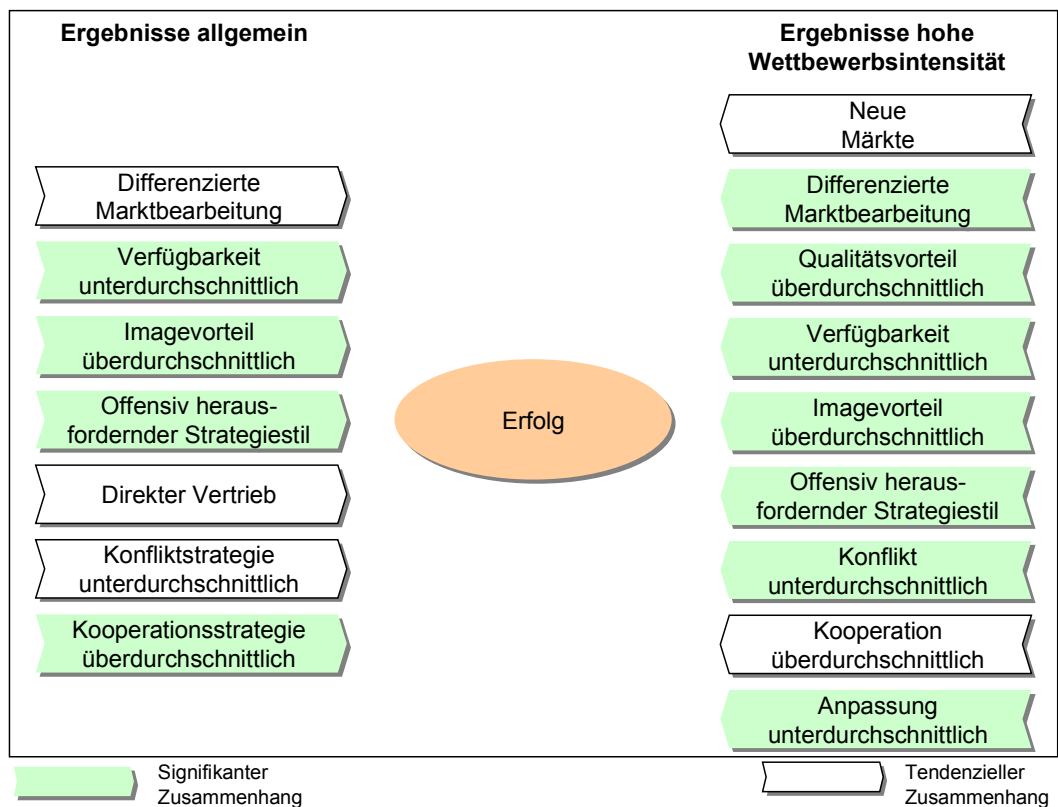 Ergebnisse allgemein
Ergebnisse hohe
Wettbewerbsintensität
Differenzierte
Marktbearbeitung
Verfügbarkeit
unterdurchschnittlich
Imagevorteil
überdurchschnittlich
Offensiv heraus-
fordernder Strategiestil
Direkter Vertrieb
Konfliktstrategie
unterdurchschnittlich
Kooperationsstrategie
überdurchschnittlich
Erfolg
Neue
Märkte
Differenzierte
Marktbearbeitung
Qualitätsvorteil
überdurchschnittlich
Verfügbarkeit
unterdurchschnittlich
Imagevorteil
überdurchschnittlich
Offensiv heraus-
fordernder Strategiestil
Konflikt
unterdurchschnittlich
Kooperation
überdurchschnittlich
Anpassung
unterdurchschnittlich
Signifikanter
Zusammenhang
Tendenzieller
Zusammenhang